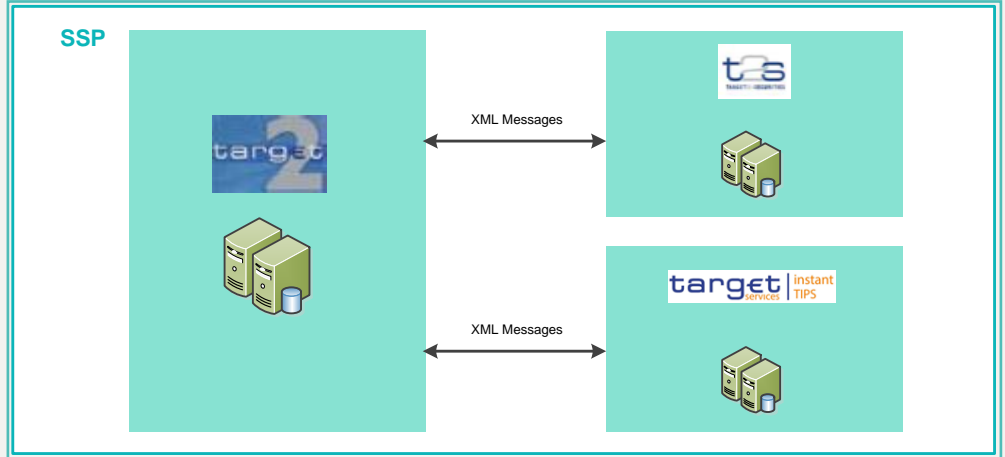 SSP
target
2
XML Messages
t2s
XML Messages
target
services
instant
TIPS